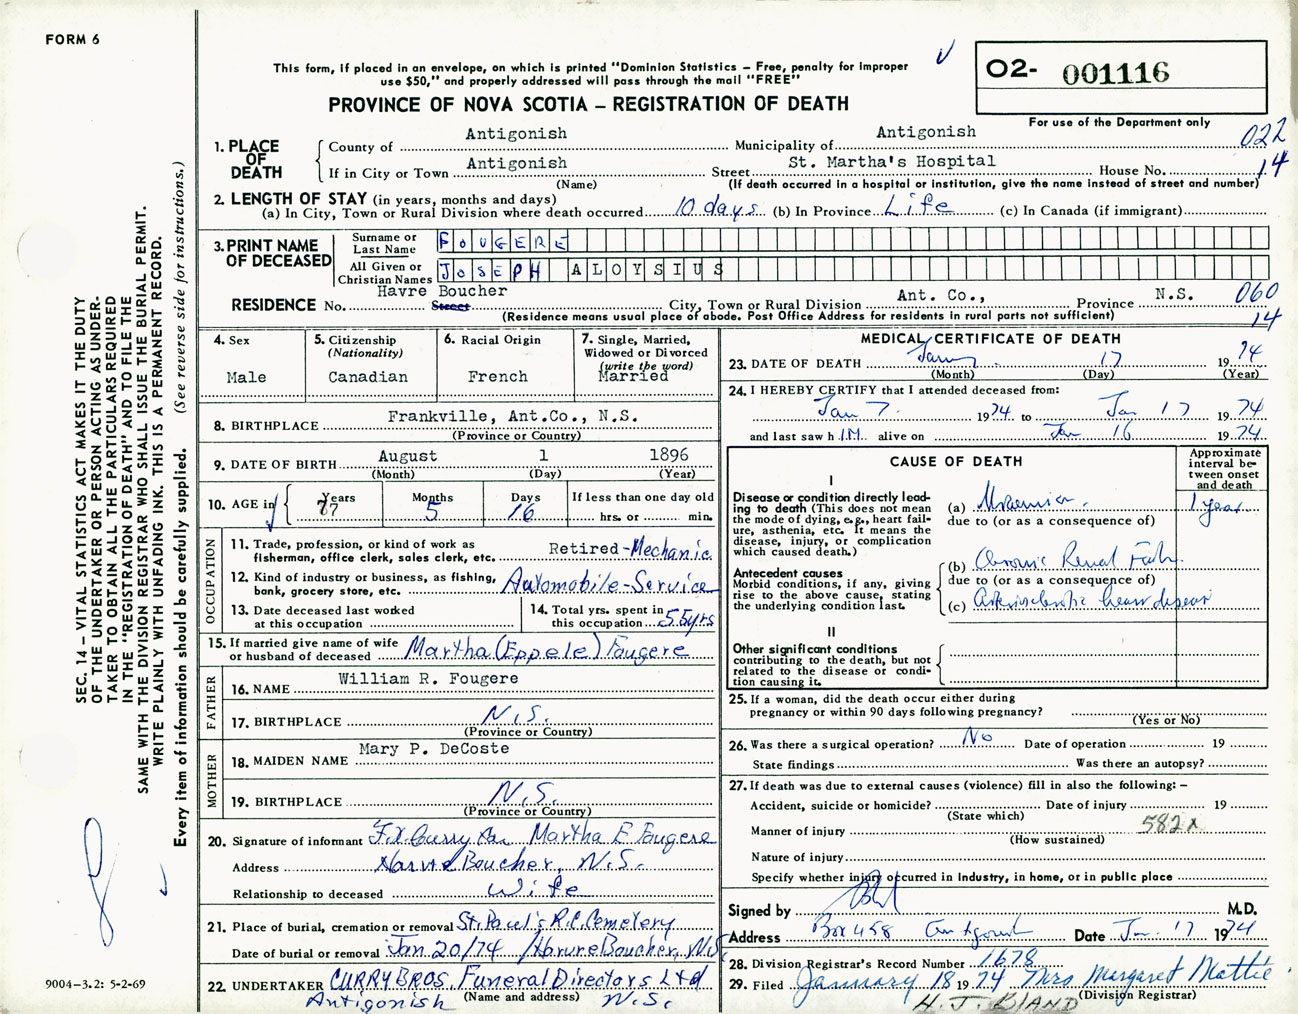 FORM 6
This form, if placed in an envelope, on which is printed "Dominion Statistics – Free, penalty for improper
use $50," and properly addressed will pass through the mail "FREE"
PROVINCE OF NOVA SCOTIA – REGISTRATION OF DEATH
O2- 001116
For use of the Department only
022
14
1. PLACE OF DEATH
County of Antigonish Municipality of Antigonish
If in City or Town Antigonish Street St. Martha's Hospital House No.
(Name) (If death occurred in a hospital or institution, give the name instead of street and number)
2. LENGTH OF STAY (in years, months and days)
(a) In City, Town or Rural Division where death occurred 10 days (b) In Province Life (c) In Canada (if immigrant)
3. PRINT NAME OF DECEASED
Surname or Last Name FOUGERE
All Given or Christian Names JOSEPH ALOYSIUS
RESIDENCE No. Havre Boucher Street City, Town or Rural Division Ant. Co., Province N.S. 060
(Residence means usual place of abode. Post Office Address for residents in rural parts not sufficient) 14
4. Sex Male
5. Citizenship (Nationality) Canadian
6. Racial Origin French
7. Single, Married, Widowed or Divorced (write the word) Married
8. BIRTHPLACE Frankville, Ant.Co., N.S.
(Province or Country)
9. DATE OF BIRTH August 1 1896
(Month) (Day) (Year)
10. AGE in Years 77 Months 5 Days 16 If less than one day old
hrs. or min.
OCCUPATION
11. Trade, profession, or kind of work as
fisherman, office clerk, sales clerk, etc. Retired-Mechanic
12. Kind of industry or business, as fishing,
bank, grocery store, etc. Automobile-Service
13. Date deceased last worked
at this occupation
14. Total yrs. spent in
this occupation 55yrs
15. If married give name of wife
or husband of deceased Martha (Eppele) Fougere
FATHER
16. NAME William R. Fougere
17. BIRTHPLACE N.S.
(Province or Country)
MOTHER
18. MAIDEN NAME Mary P. DeCoste
19. BIRTHPLACE N.S.
(Province or Country)
20. Signature of informant F.X. Curry Martha E Fougere
Address Havre Boucher, N.S.
Relationship to deceased Wife
21. Place of burial, cremation or removal St. Paul's R.C. Cemetery
Date of burial or removal Jan. 20/74 / Havre Boucher, N.S.
22. UNDERTAKER CURRY BROS. Funeral Directors Ltd
(Name and address)
Antigonish N.S.
MEDICAL CERTIFICATE OF DEATH
23. DATE OF DEATH 17 19 74
(Month) (Day) (Year)
24. I HEREBY CERTIFY that I attended deceased from:
Jan 7. 1974 to Jan 17 1974
and last saw h IM alive on Jan 16 1974
CAUSE OF DEATH
Approximate interval between onset and death
I
Disease or condition directly lead-
ing to death (This does not mean
the mode of dying, e.g., heart fail-
ure, asthenia, etc. It means the
disease, injury, or complication
which caused death.)
(a) Uraemia. 1 year
due to (or as a consequence of)
(b) Chronic Renal
due to (or as a consequence of)
(c) Arteriosclerotic heart disease
Antecedent causes
Morbid conditions, if any, giving
rise to the above cause, stating
the underlying condition last.
II
Other significant conditions
contributing to the death, but not
related to the disease or condi-
tion causing it.
25. If a woman, did the death occur either during
pregnancy or within 90 days following pregnancy?
(Yes or No)
26. Was there a surgical operation? No Date of operation 19
State findings Was there an autopsy?
27. If death was due to external causes (violence) fill in also the following: –
Accident, suicide or homicide? Date of injury 19
(State which)
Manner of injury 582x
(How sustained)
Nature of injury
Specify whether injury occurred in Industry, in home, or in public place
Signed by M.D.
Address Box 458 Antigonish Date Jan. 17 1974
28. Division Registrar's Record Number 1678
29. Filed January 18 1974 Mrs Margaret Mattie
(Division Registrar)
H. J. BLAND
SEC. 14 – VITAL STATISTICS ACT MAKES IT THE DUTY
OF THE UNDERTAKER OR PERSON ACTING AS UNDER-
TAKER TO OBTAIN ALL THE PARTICULARS REQUIRED
IN THE "REGISTRATION OF DEATH" AND TO FILE THE
SAME WITH THE DIVISION REGISTRAR WHO SHALL ISSUE THE BURIAL PERMIT.
WRITE PLAINLY WITH UNFADING INK. THIS IS A PERMANENT RECORD.
Every item of information should be carefully supplied. (See reverse side for instructions.)
9004-3.2: 5-2-69